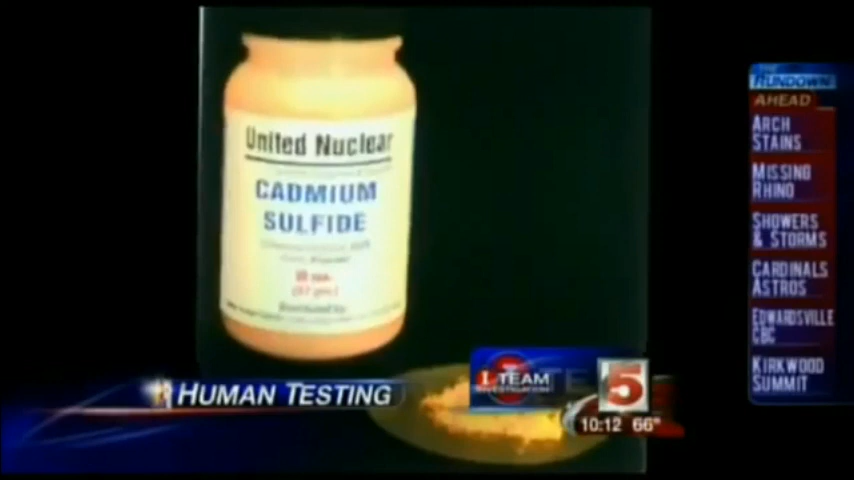 United Nuclear
CADMIUM
SULFIDE
HUMAN TESTING
I TEAM
INVESTIGATION
5
10:12 66°
RUNDOWN
AHEAD
ARCH
STAINS
MISSING
RHINO
SHOWERS
& STORMS
CARDINALS
ASTROS
EDWARDSVILLE
CBC
KIRKWOOD
SUMMIT